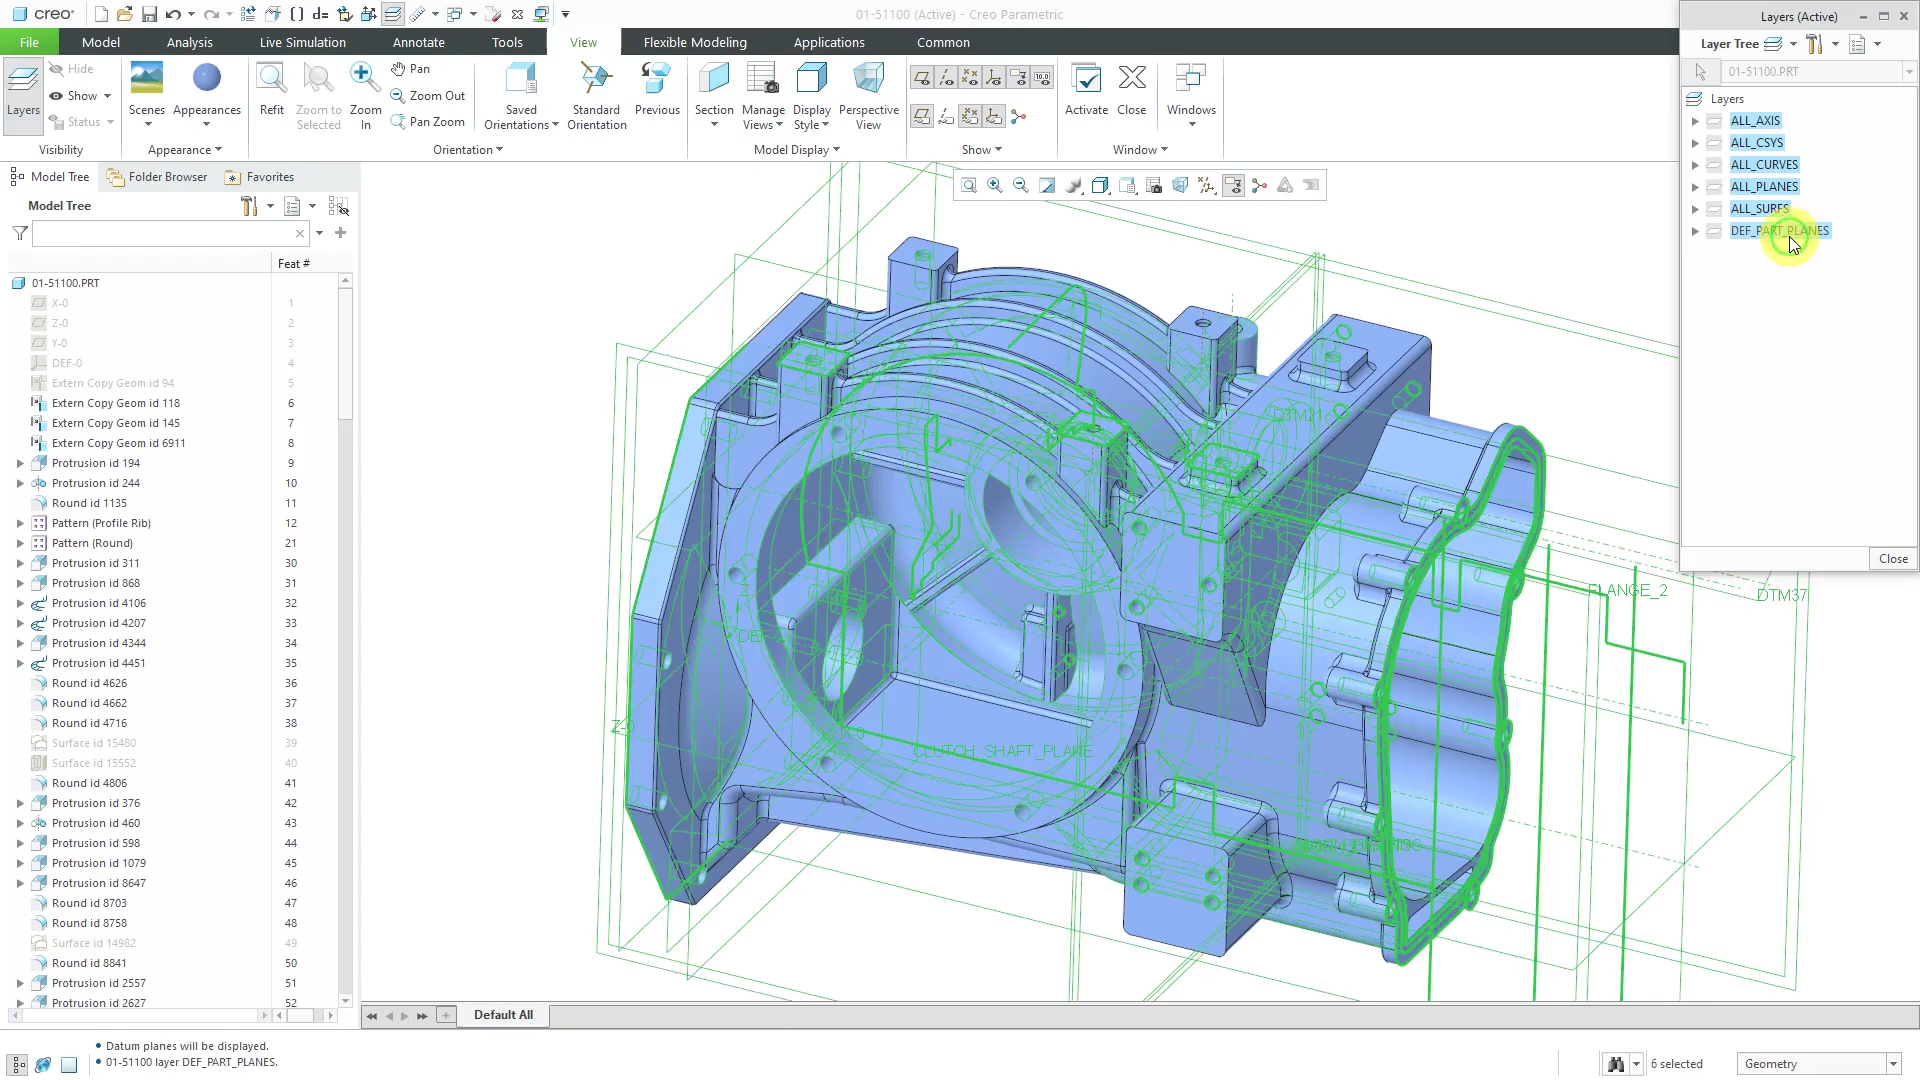 creo
d=
01-51100 (Active) - Creo Parametric
Layers (Active)
File
Model
Analysis
Live Simulation
Annotate
Tools
View
Flexible Modeling
Applications
Common
Layer Tree
01-51100.PRT
Layers
Hide
Show
Status
Scenes
Appearances
Refit
Zoom to
Selected
Zoom
In
Pan
Zoom Out
Pan Zoom
Saved
Orientations
Standard
Orientation
Previous
Section
Manage
Views
Display
Style
Perspective
View
10.0
Activate
Close
Windows
Visibility
Appearance
Orientation
Model Display
Show
Window
Layers
ALL_AXIS
ALL_CSYS
ALL_CURVES
ALL_PLANES
ALL_SURFS
DEF_PART_PLANES
Close
Model Tree
Folder Browser
Favorites
Model Tree
Feat #
01-51100.PRT
X-0 1
Z-0 2
Y-0 3
DEF-0 4
Extern Copy Geom id 94 5
Extern Copy Geom id 118 6
Extern Copy Geom id 145 7
Extern Copy Geom id 6911 8
Protrusion id 194 9
Protrusion id 244 10
Round id 1135 11
Pattern (Profile Rib) 12
Pattern (Round) 21
Protrusion id 311 30
Protrusion id 868 31
Protrusion id 4106 32
Protrusion id 4207 33
Protrusion id 4344 34
Protrusion id 4451 35
Round id 4626 36
Round id 4662 37
Round id 4716 38
Surface id 15480 39
Surface id 15552 40
Round id 4806 41
Protrusion id 376 42
Protrusion id 460 43
Protrusion id 598 44
Protrusion id 1079 45
Protrusion id 8647 46
Round id 8703 47
Round id 8758 48
Surface id 14982 49
Round id 8841 50
Protrusion id 2557 51
Protrusion id 2627 52
DTM21
FLANGE_2
DTM37
Z-0
CLUTCH_SHAFT_PLANE
Default All
Datum planes will be displayed.
01-51100 layer DEF_PART_PLANES.
6 selected
Geometry